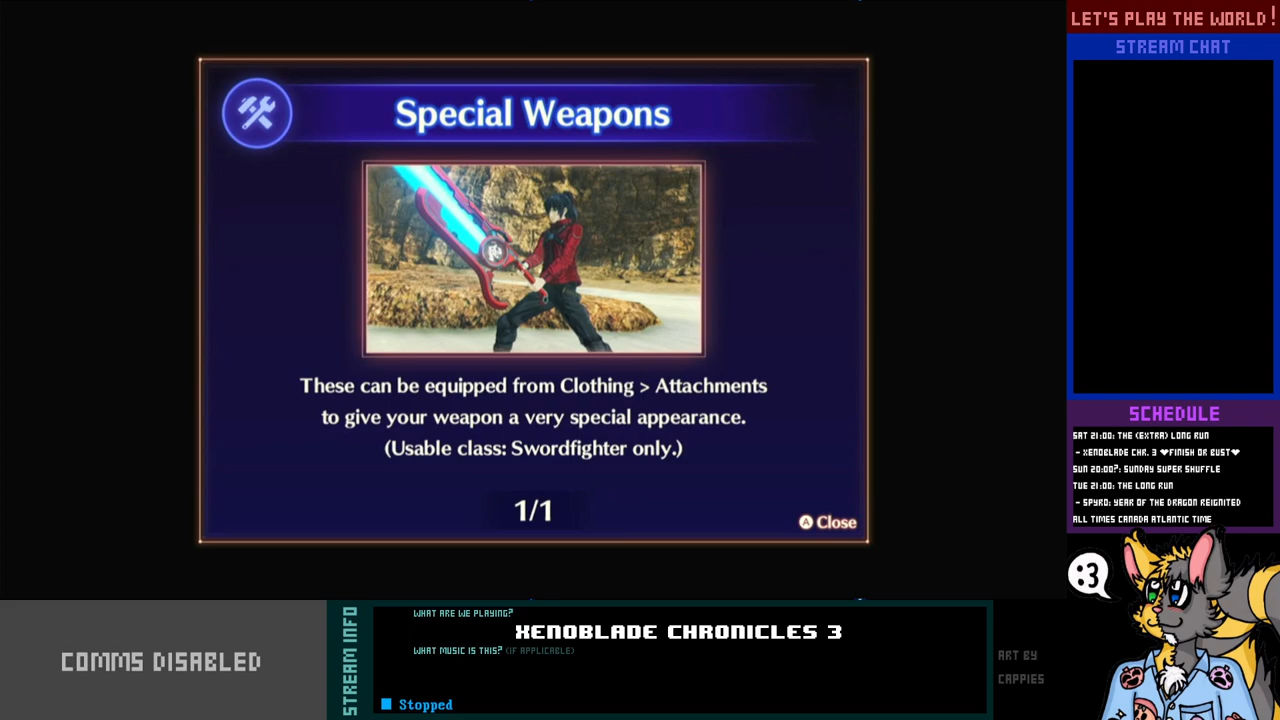 LET'S PLAY THE WORLD!
STREAM CHAT
Special Weapons
These can be equipped from Clothing > Attachments
to give your weapon a very special appearance.
(Usable class: Swordfighter only.)
1/1
A Close
SCHEDULE
SAT 21:00: THE (EXTRA) LONG RUN
- XENOBLADE CHR. 3 ♥FINISH OR BUST♥
SUN 20:00?: SUNDAY SUPER SHUFFLE
TUE 21:00: THE LONG RUN
- SPYRO: YEAR OF THE DRAGON REIGNITED
ALL TIMES CANADA ATLANTIC TIME
:3
COMMS DISABLED
STREAM INFO
WHAT ARE WE PLAYING?
XENOBLADE CHRONICLES 3
WHAT MUSIC IS THIS? (IF APPLICABLE)
Stopped
ART BY
CAPPIES